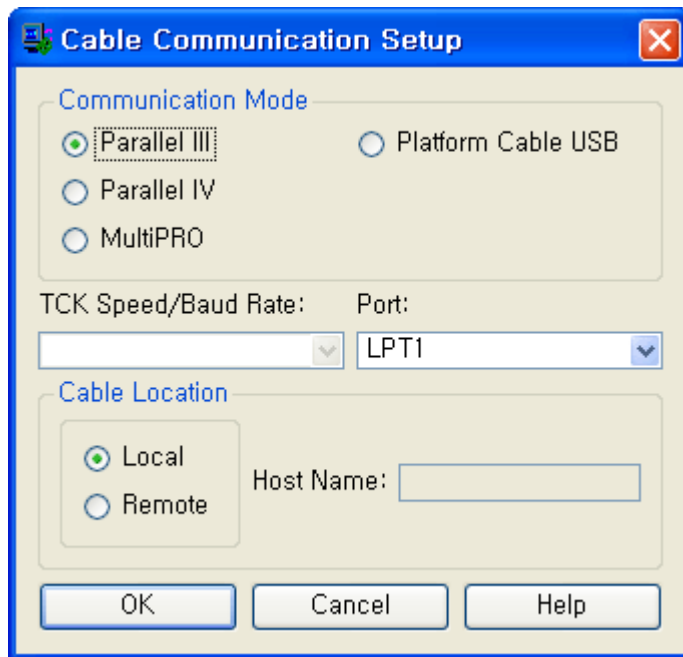 Cable Communication Setup
Communication Mode
Parallel III
Platform Cable USB
Parallel IV
MultiPRO
TCK Speed/Baud Rate: Port:
LPT1
Cable Location
Local
Host Name:
Remote
OK Cancel Help